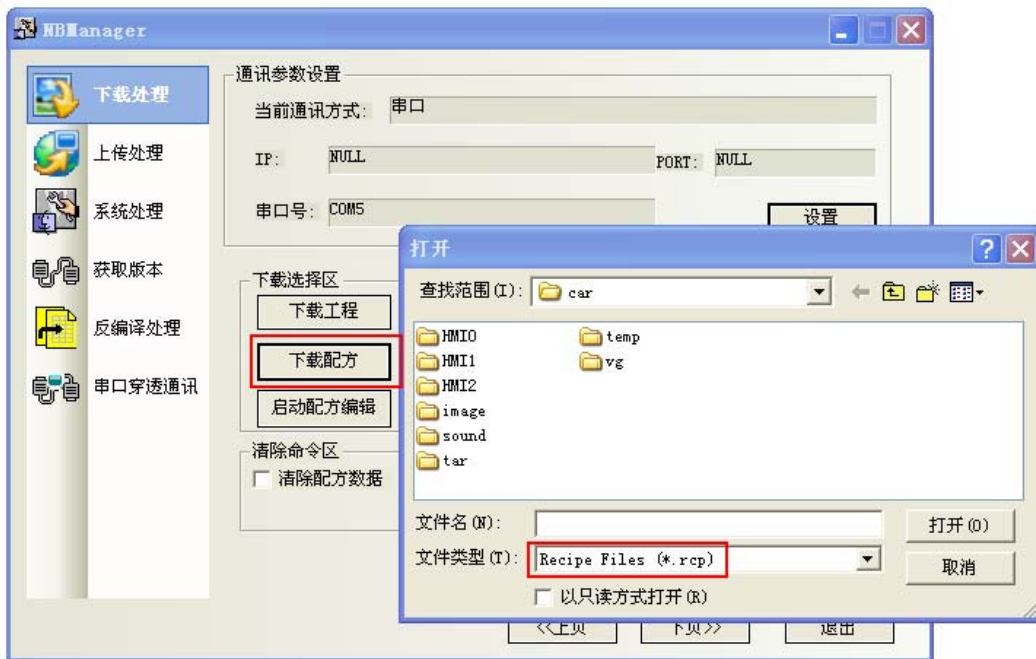 NBManager
下载处理
上传处理
系统处理
获取版本
反编译处理
串口穿透通讯
通讯参数设置
当前通讯方式: 串口
IP: NULL PORT: NULL
串口号: COM5 设置
下载选择区
下载工程
下载配方
启动配方编辑
清除命令区
清除配方数据
打开
查找范围(I): car
HMI0
HMI1
HMI2
image
sound
tar
temp
vg
文件名(N): 打开(O)
文件类型(T): Recipe Files (*.rcp) 取消
以只读方式打开(R)
<<上页 下页>> 退出